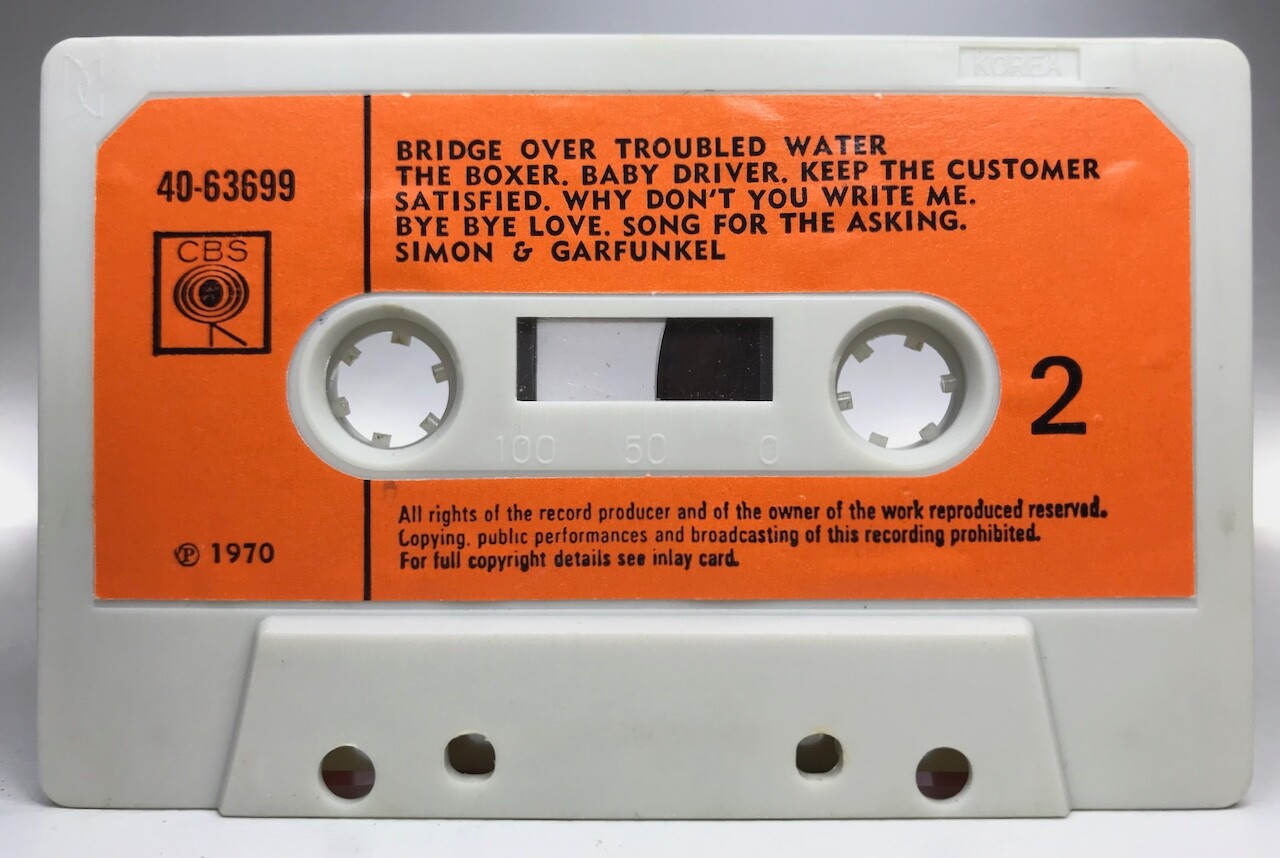 KOREA
40-63699
CBS
BRIDGE OVER TROUBLED WATER
THE BOXER. BABY DRIVER. KEEP THE CUSTOMER
SATISFIED. WHY DON'T YOU WRITE ME.
BYE BYE LOVE. SONG FOR THE ASKING.
SIMON & GARFUNKEL
100 50 0
2
All rights of the record producer and of the owner of the work reproduced reserved.
Copying. public performances and broadcasting of this recording prohibited.
For full copyright details see inlay card.
℗ 1970